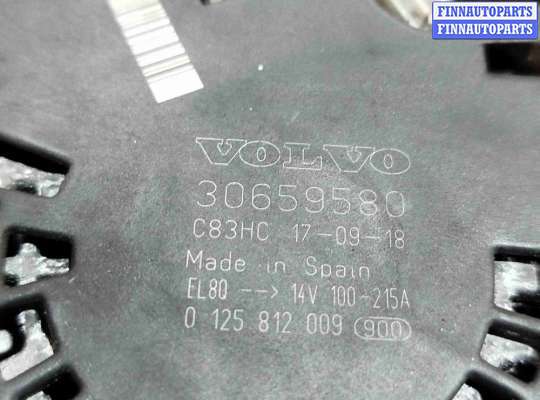 FINNAUTOPARTS
FINNAUTOPARTS
VOLVO
30659580
C83HC 17-09-18
Made in Spain
EL8Q --> 14V 100-215A
0 125 812 009 900